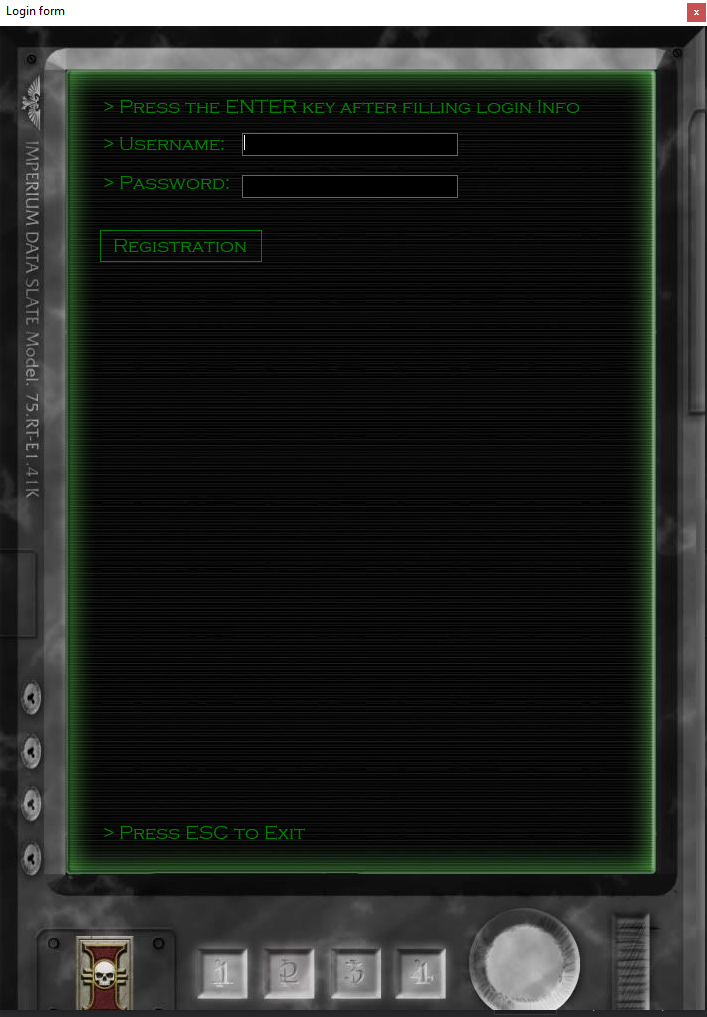 Login form
x
> Press the ENTER key after filling login Info
> Username:
> Password:
Registration
IMPERIUM DATA SLATE Model. 75.RT-E1.41K
> Press ESC to Exit
1 2 3 4